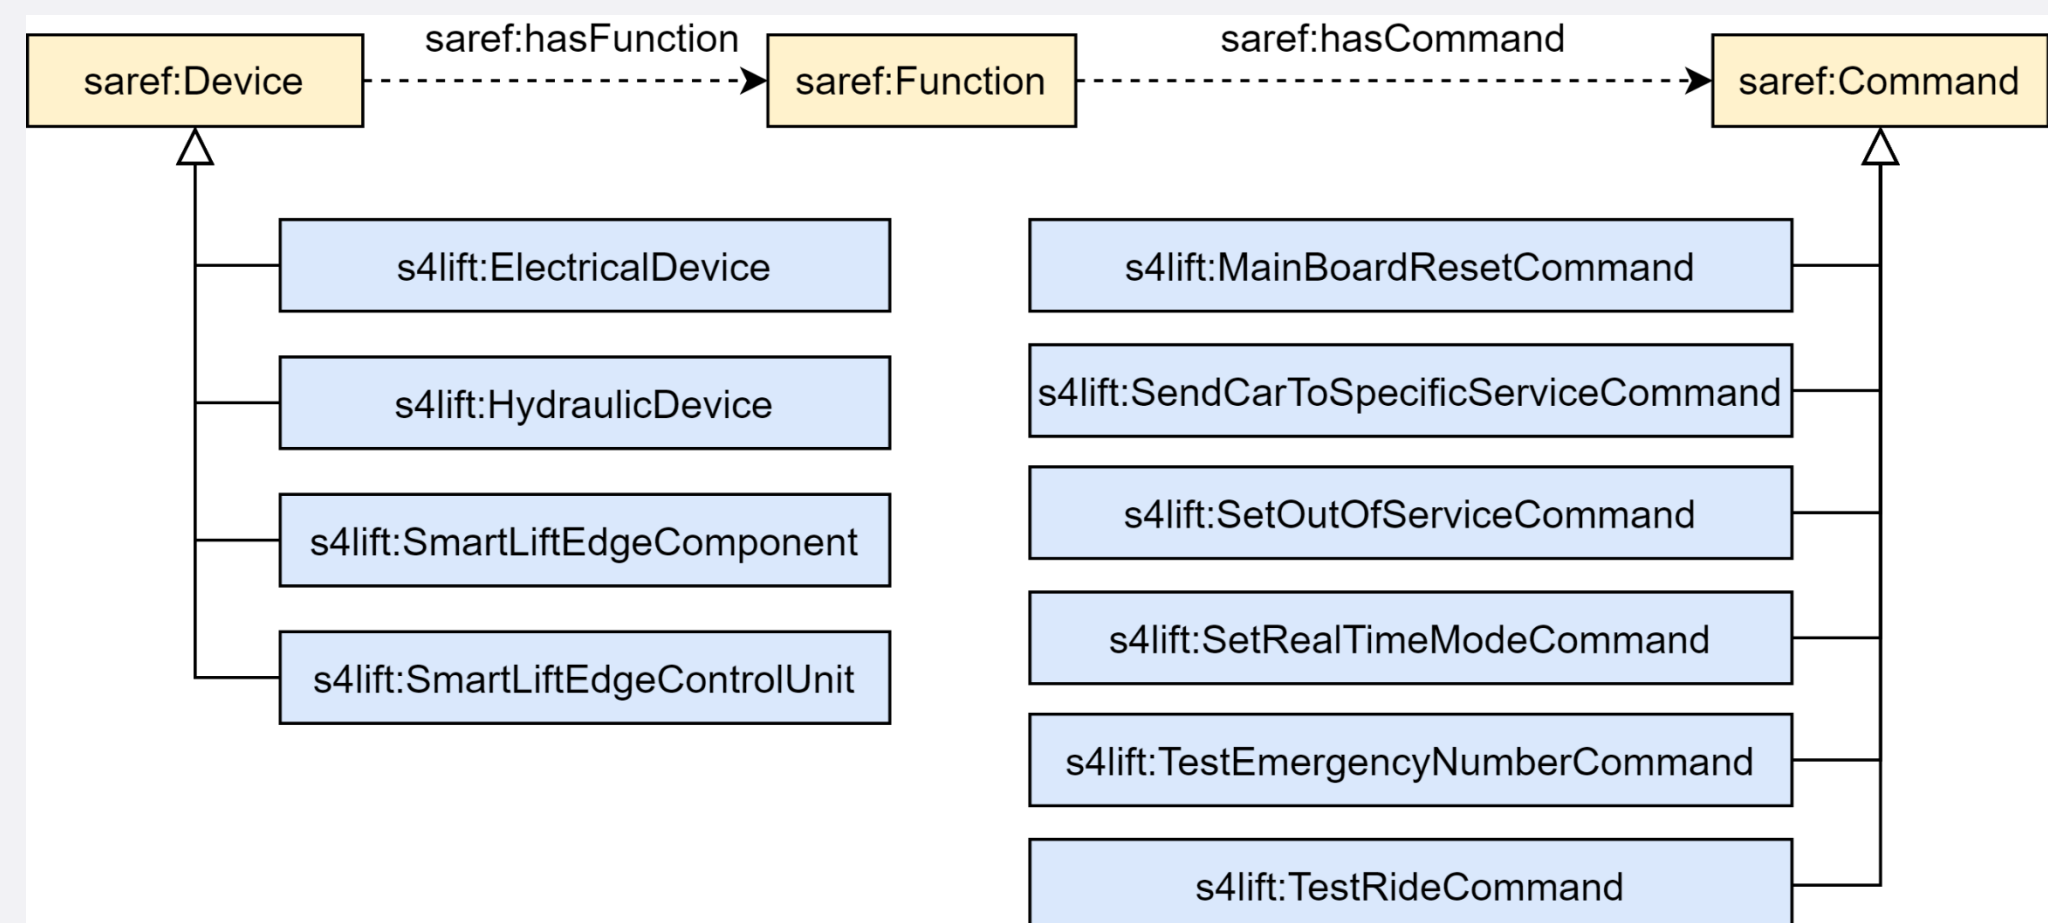 saref:hasFunction
saref:hasCommand
saref:Device
saref:Function
saref:Command
s4lift:ElectricalDevice
s4lift:HydraulicDevice
s4lift:SmartLiftEdgeComponent
s4lift:SmartLiftEdgeControlUnit
s4lift:MainBoardResetCommand
s4lift:SendCarToSpecificServiceCommand
s4lift:SetOutOfServiceCommand
s4lift:SetRealTimeModeCommand
s4lift:TestEmergencyNumberCommand
s4lift:TestRideCommand